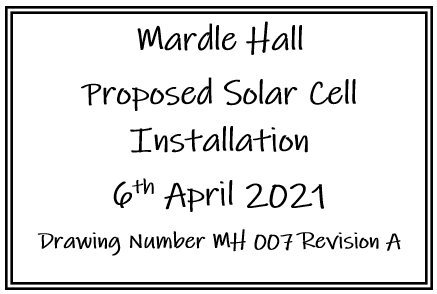 Mardle Hall
Proposed Solar Cell
Installation
6th April 2021
Drawing Number MH 007 Revision A